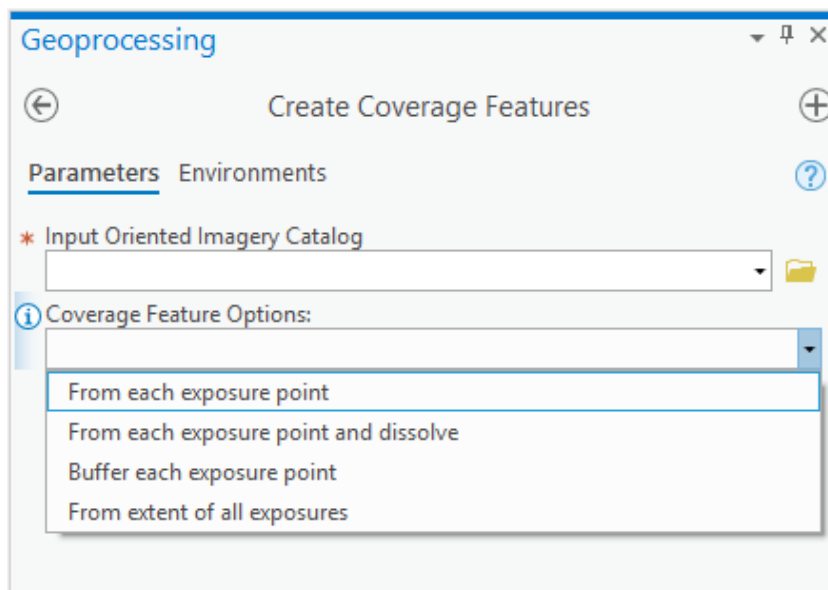 Geoprocessing
Create Coverage Features
Parameters Environments
* Input Oriented Imagery Catalog
Coverage Feature Options:
From each exposure point
From each exposure point and dissolve
Buffer each exposure point
From extent of all exposures